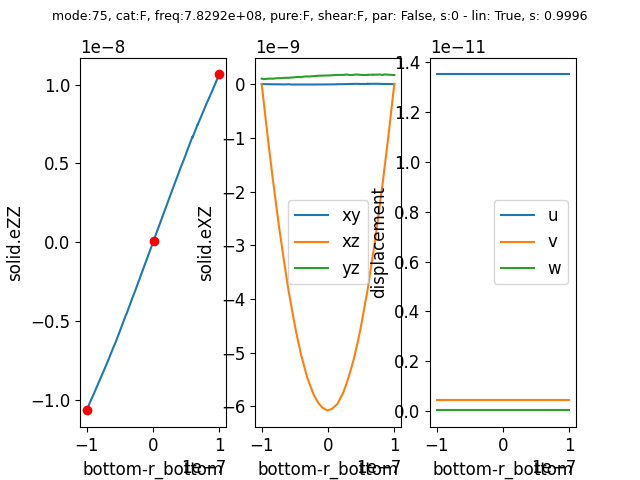 mode:75, cat:F, freq:7.8292e+08, pure:F, shear:F, par: False, s:0 - lin: True, s: 0.9996
1e−8
1.0
0.5
0.0
−0.5
−1.0
solid.eZZ
−1 0 1
bottom-r_bottom
1e−7
1e−9
0
−1
−2
−3
−4
−5
−6
solid.eXZ
xy
xz
yz
−1 0 1
bottom-r_bottom
1e−7
1e−11
1.4
1.2
1.0
0.8
0.6
0.4
0.2
0.0
displacement
u
v
w
−1 0 1
bottom-r_bottom
1e−7